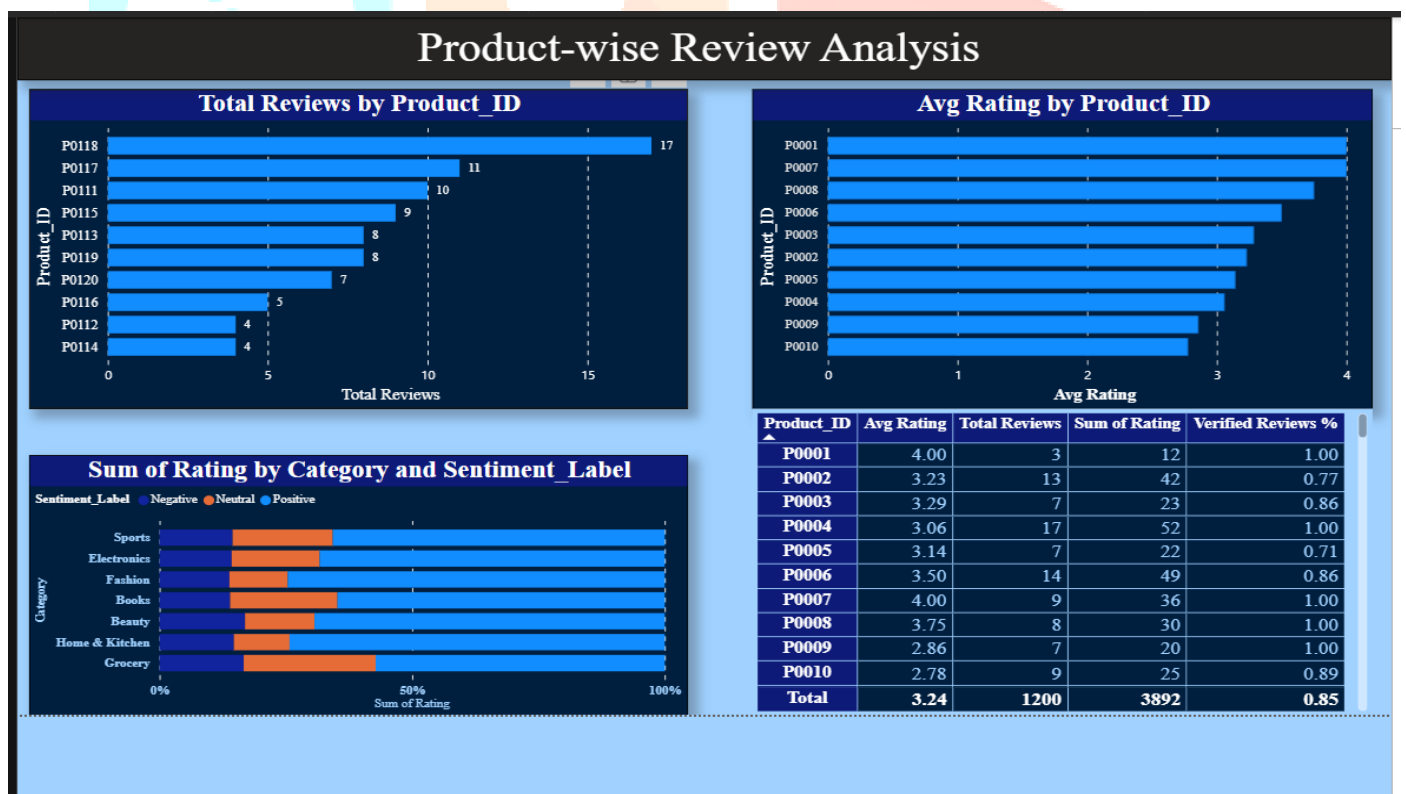 Product-wise Review Analysis
Total Reviews by Product_ID
Product_ID
P0118 17
P0117 11
P0111 10
P0115 9
P0113 8
P0119 8
P0120 7
P0116 5
P0112 4
P0114 4
0 5 10 15
Total Reviews
Avg Rating by Product_ID
Product_ID
P0001
P0007
P0008
P0006
P0003
P0002
P0005
P0004
P0009
P0010
0 1 2 3 4
Avg Rating
Sum of Rating by Category and Sentiment_Label
Sentiment_Label Negative Neutral Positive
Category
Sports
Electronics
Fashion
Books
Beauty
Home & Kitchen
Grocery
0% 50% 100%
Sum of Rating
Product_ID Avg Rating Total Reviews Sum of Rating Verified Reviews %
P0001 4.00 3 12 1.00
P0002 3.23 13 42 0.77
P0003 3.29 7 23 0.86
P0004 3.06 17 52 1.00
P0005 3.14 7 22 0.71
P0006 3.50 14 49 0.86
P0007 4.00 9 36 1.00
P0008 3.75 8 30 1.00
P0009 2.86 7 20 1.00
P0010 2.78 9 25 0.89
Total 3.24 1200 3892 0.85